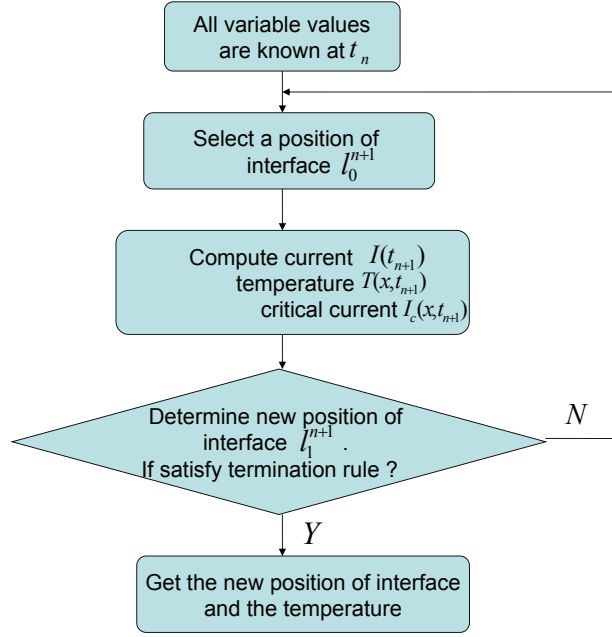 All variable values
are known at t_n
Select a position of
interface l_0^{n+1}
Compute current I(t_{n+1})
temperature T(x,t_{n+1})
critical current I_c(x,t_{n+1})
Determine new position of
interface l_1^{n+1} .
If satisfy termination rule ?
N
Y
Get the new position of interface
and the temperature